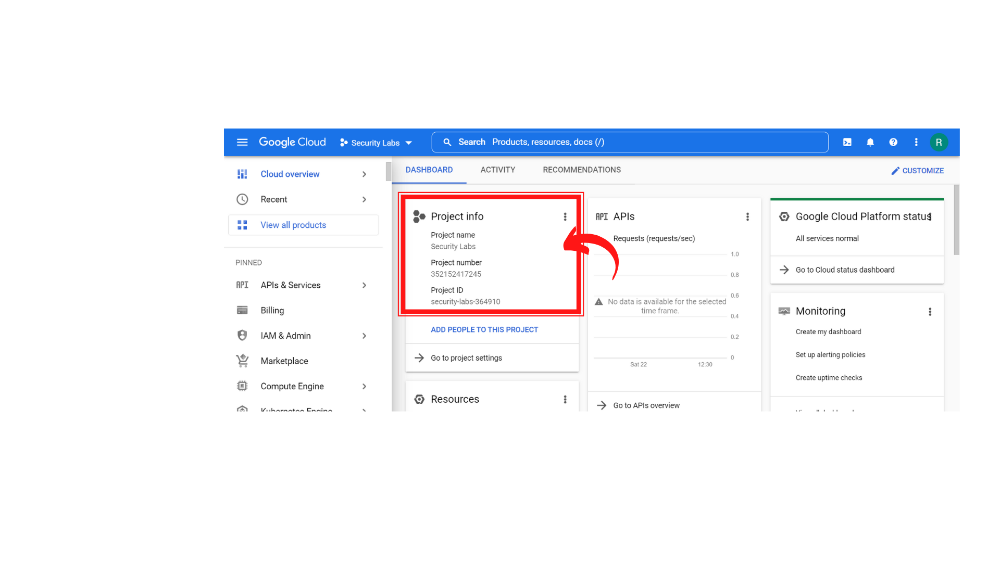 Google Cloud
Security Labs
Search Products, resources, docs (/)
R
Cloud overview
Recent
View all products
PINNED
API APIs & Services
Billing
IAM & Admin
Marketplace
Compute Engine
Kubernetes Engine
DASHBOARD
ACTIVITY
RECOMMENDATIONS
CUSTOMIZE
Project info
Project name
Security Labs
Project number
352152417245
Project ID
security-labs-364910
ADD PEOPLE TO THIS PROJECT
Go to project settings
Resources
API APIs
Requests (requests/sec)
1.0
0.8
0.6
No data is available for the selected
time frame.
0.4
0.2
0
Sat 22
12:30
Go to APIs overview
Google Cloud Platform status
All services normal
Go to Cloud status dashboard
Monitoring
Create my dashboard
Set up alerting policies
Create uptime checks